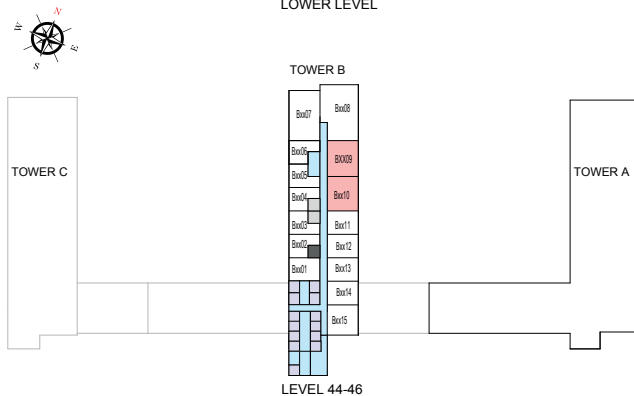 LOWER LEVEL
N
W
E
S
TOWER B
Bxx08
Bxx07
Bxx06
BXX09
Bxx05
TOWER C
TOWER A
Bxx04
Bxx10
Bxx03
Bxx11
Bxx02
Bxx12
Bxx01
Bxx13
Bxx14
Bxx15
LEVEL 44-46